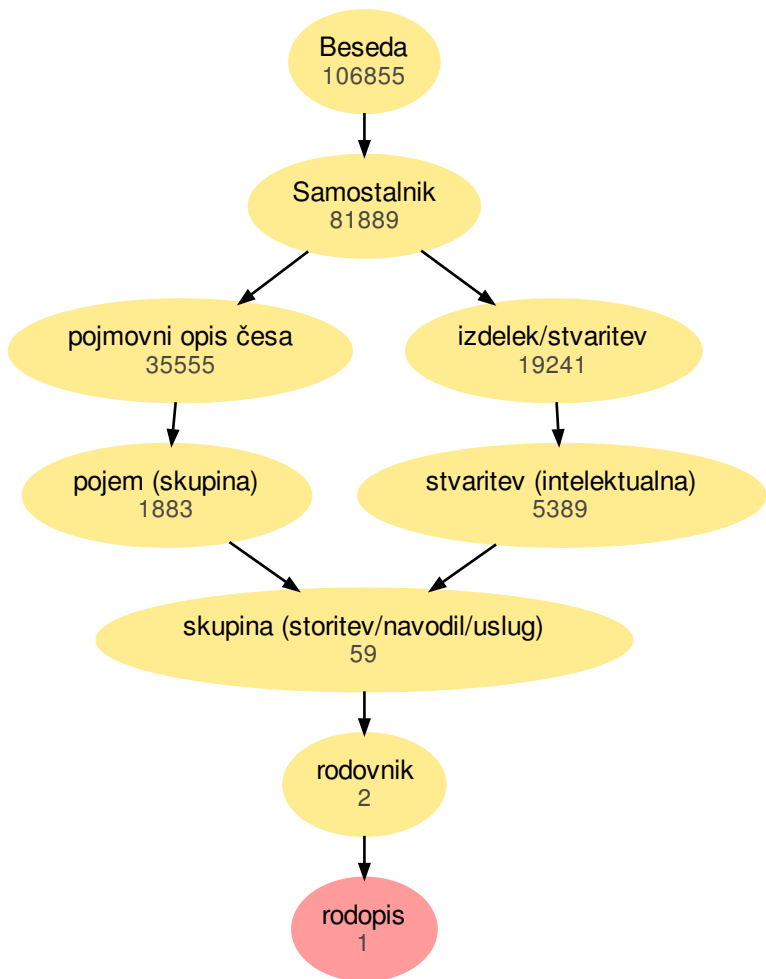 Beseda
106855
Samostalnik
81889
pojmovni opis česa
35555
izdelek/stvaritev
19241
pojem (skupina)
1883
stvaritev (intelektualna)
5389
skupina (storitev/navodil/uslug)
59
rodovnik
2
rodopis
1